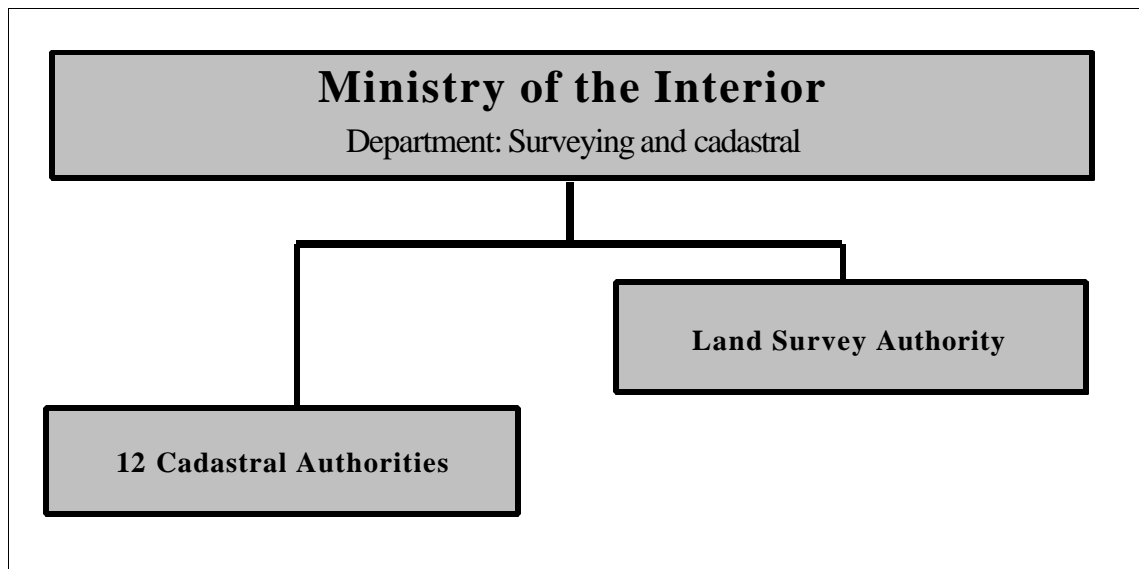 Ministry of the Interior
Department: Surveying and cadastral
Land Survey Authority
12 Cadastral Authorities